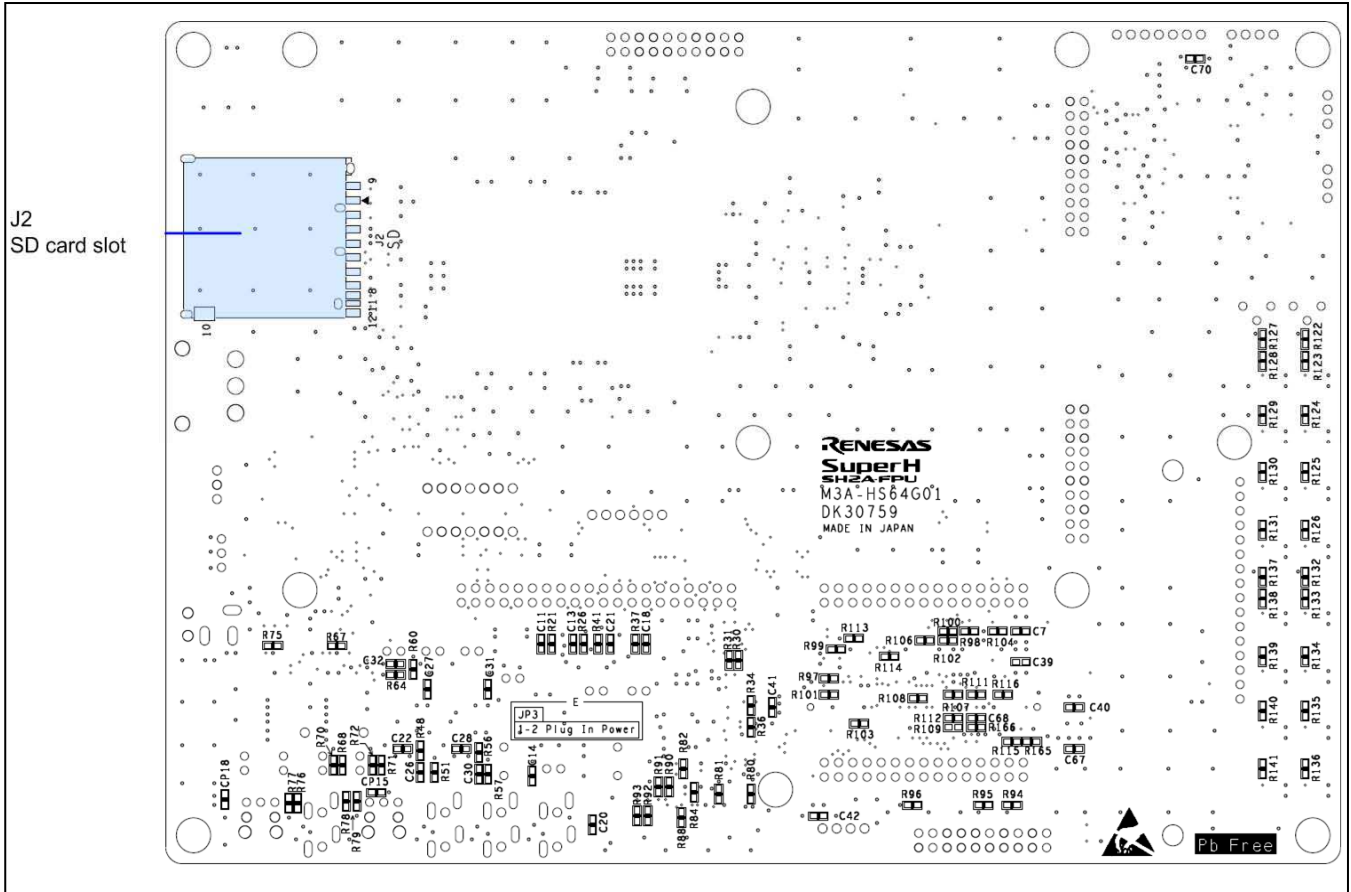 C70
J2
SD card slot
9
J2
SD
8
11
12
10
R127
R122
R128
R123
R129
R124
RENESAS
SuperH
SH2A-FPU
M3A-HS64G01
DK30759
MADE IN JAPAN
R130
R125
R131
R126
R137
R132
R138
R133
C11
R21
C13
R26
R41
C21
R37
C18
R75
R67
R60
C32
R64
C27
C31
R31
R30
R113
R99
R106
R100
R98
R104
C7
R102
R114
C39
R139
R134
R97
R101
R108
R107
R111
R116
R34
C41
R36
E
JP3
1-2 Plug In Power
C40
R140
R135
R112
C68
R109
R166
R103
R115
R165
C67
R70
R68
R72
R71
C22
R48
C28
R56
C26
R51
C30
R57
C14
R82
R91
R90
R81
R80
R141
R136
CP18
R77
R76
CP15
R78
R79
C20
R93
R92
R88
R84
C42
R96
R95
R94
Pb Free